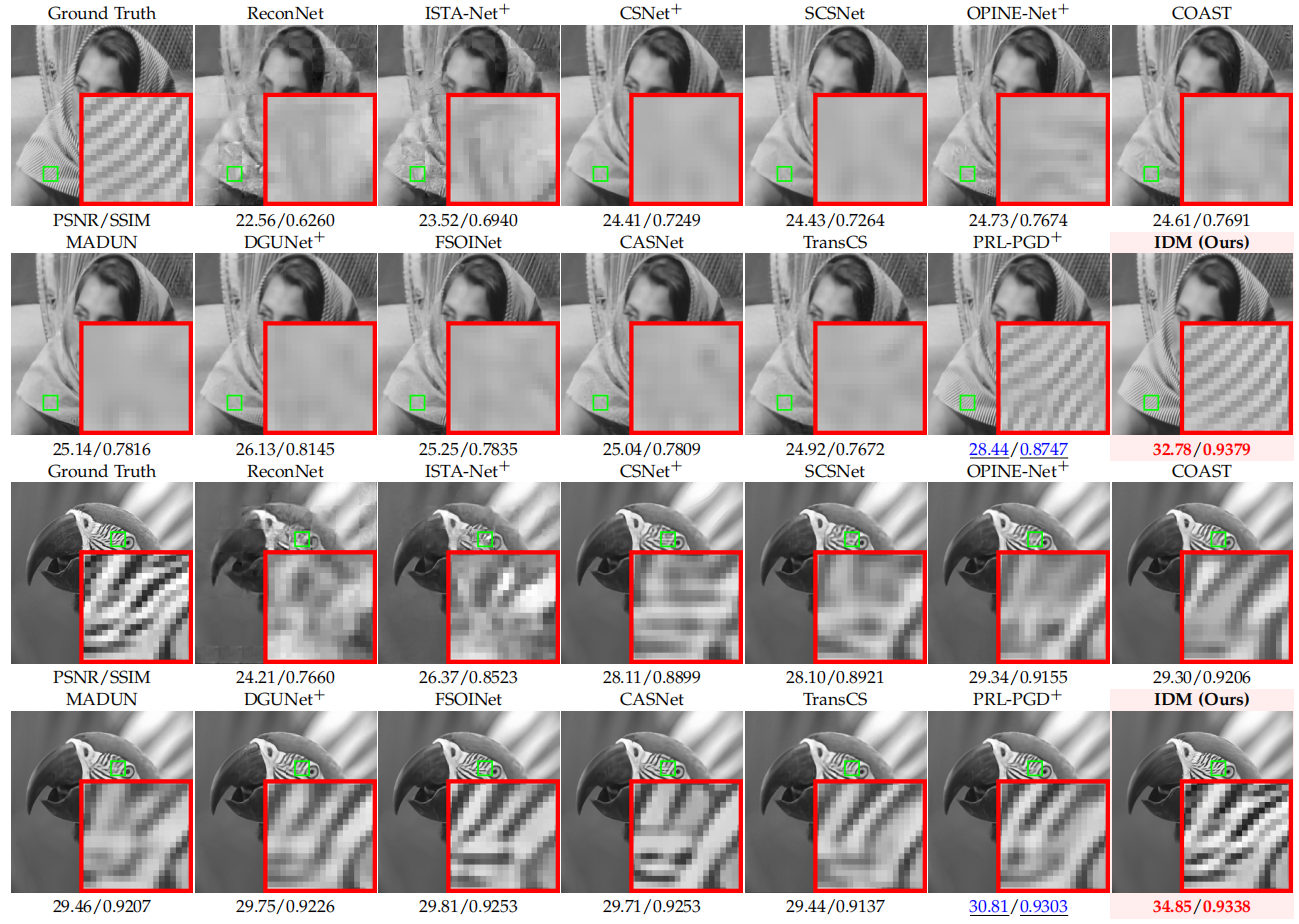 Ground Truth ReconNet ISTA-Net+ CSNet+ SCSNet OPINE-Net+ COAST
PSNR/SSIM 22.56/0.6260 23.52/0.6940 24.41/0.7249 24.43/0.7264 24.73/0.7674 24.61/0.7691
MADUN DGUNet+ FSOINet CASNet TransCS PRL-PGD+ IDM (Ours)
25.14/0.7816 26.13/0.8145 25.25/0.7835 25.04/0.7809 24.92/0.7672 28.44/0.8747 32.78/0.9379
Ground Truth ReconNet ISTA-Net+ CSNet+ SCSNet OPINE-Net+ COAST
PSNR/SSIM 24.21/0.7660 26.37/0.8523 28.11/0.8899 28.10/0.8921 29.34/0.9155 29.30/0.9206
MADUN DGUNet+ FSOINet CASNet TransCS PRL-PGD+ IDM (Ours)
29.46/0.9207 29.75/0.9226 29.81/0.9253 29.71/0.9253 29.44/0.9137 30.81/0.9303 34.85/0.9338